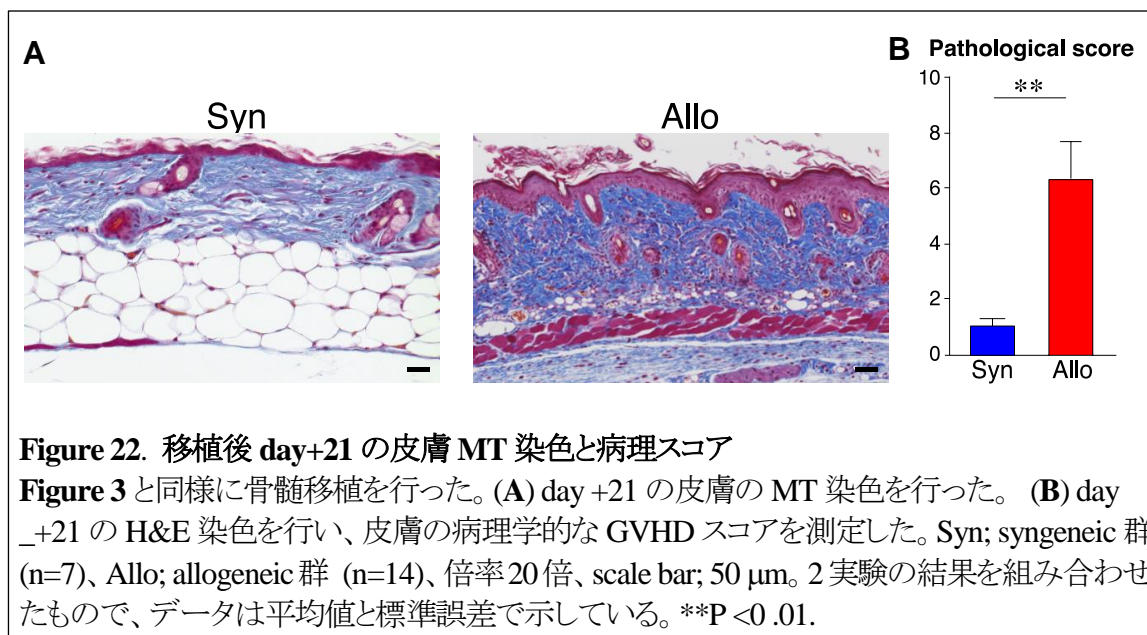 A
B Pathological score
Syn
Allo
10
**
8
6
4
2
0
Syn
Allo
Figure 22. 移植後 day+21 の皮膚 MT 染色と病理スコア
Figure 3 と同様に骨髄移植を行った。(A) day +21 の皮膚の MT 染色を行った。 (B) day
_+21 の H&E 染色を行い、皮膚の病理学的な GVHD スコアを測定した。Syn; syngeneic 群
(n=7)、Allo; allogeneic 群 (n=14)、倍率 20 倍、scale bar; 50 μm。2 実験の結果を組み合わせ
たもので、データは平均値と標準誤差で示している。**P <0 .01.